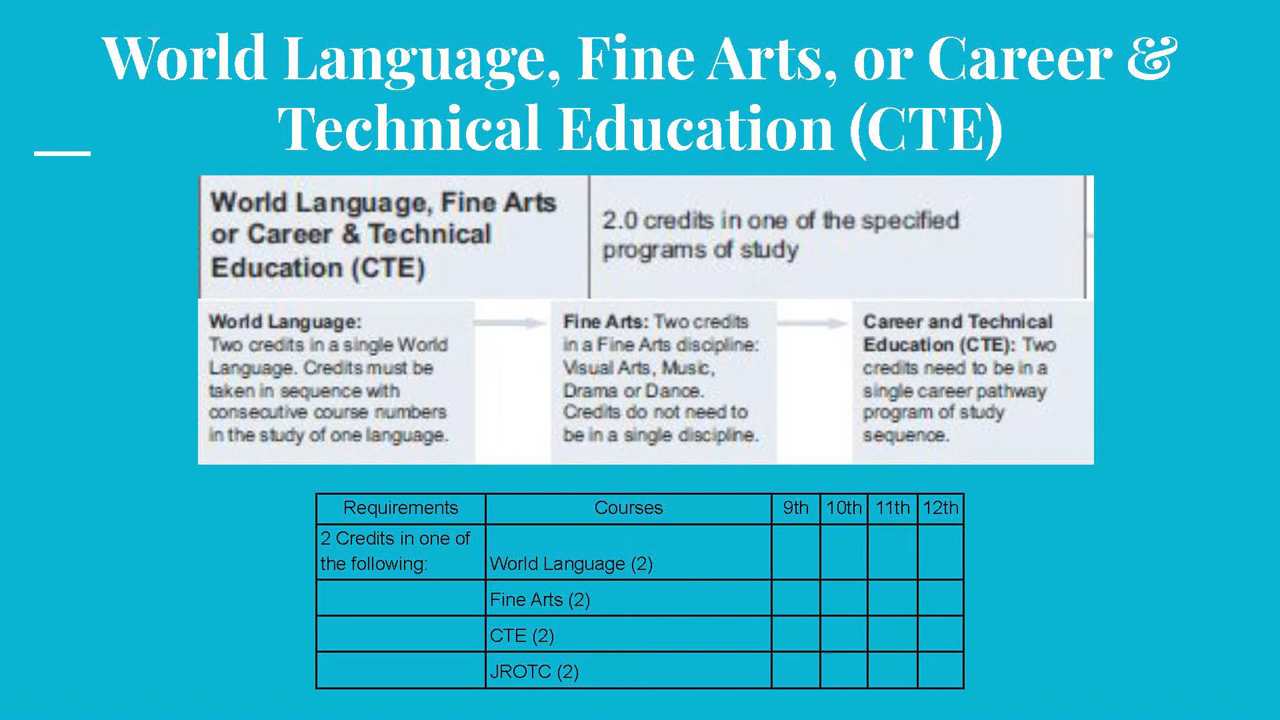 World Language, Fine Arts, or Career &
Technical Education (CTE)
World Language, Fine Arts
or Career & Technical
Education (CTE)
2.0 credits in one of the specified
programs of study
World Language:
Two credits in a single World
Language. Credits must be
taken in sequence with
consecutive course numbers
in the study of one language.
Fine Arts: Two credits
in a Fine Arts discipline:
Visual Arts, Music,
Drama or Dance.
Credits do not need to
be in a single discipline.
Career and Technical
Education (CTE): Two
credits need to be in a
single career pathway
program of study
sequence.
Requirements Courses 9th 10th 11th 12th
2 Credits in one of
the following: World Language (2)
Fine Arts (2)
CTE (2)
JROTC (2)